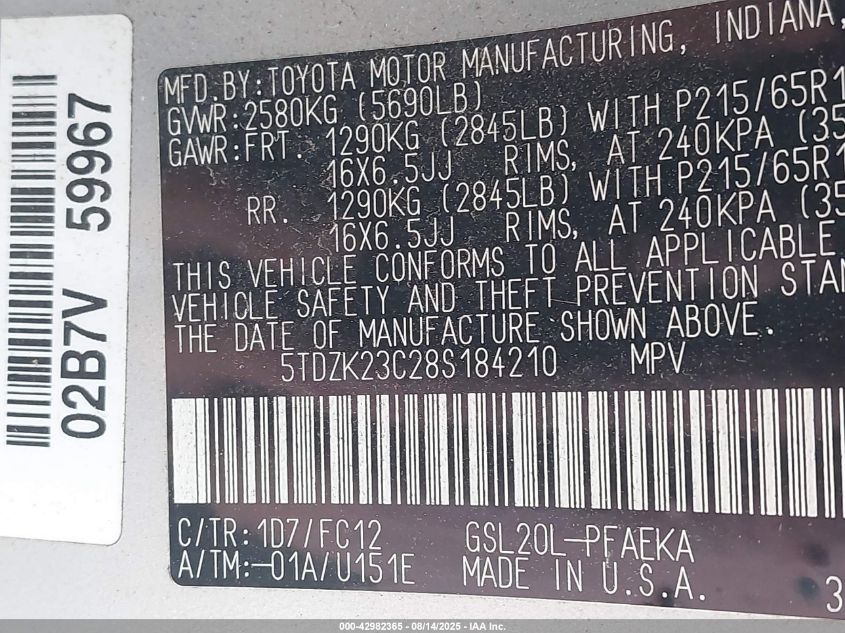 MFD. BY: TOYOTA MOTOR MANUFACTURING, INDIANA,
GVWR: 2580KG (5690LB)
GAWR: FRT. 1290KG (2845LB) WITH P215/65R1
16X6.5JJ RIMS, AT 240KPA (35
RR. 1290KG (2845LB) WITH P215/65R1
16X6.5JJ RIMS, AT 240KPA (35
THIS VEHICLE CONFORMS TO ALL APPLICABLE
VEHICLE SAFETY AND THEFT PREVENTION STAN
THE DATE OF MANUFACTURE SHOWN ABOVE.
5TDZK23C28S184210 MPV
C/TR: 1D7/FC12 GSL20L-PFAEKA
A/TM:-01A/U151E MADE IN U.S.A.
3
02B7V 59967
000-42982365 - 08/14/2025 - IAA Inc.